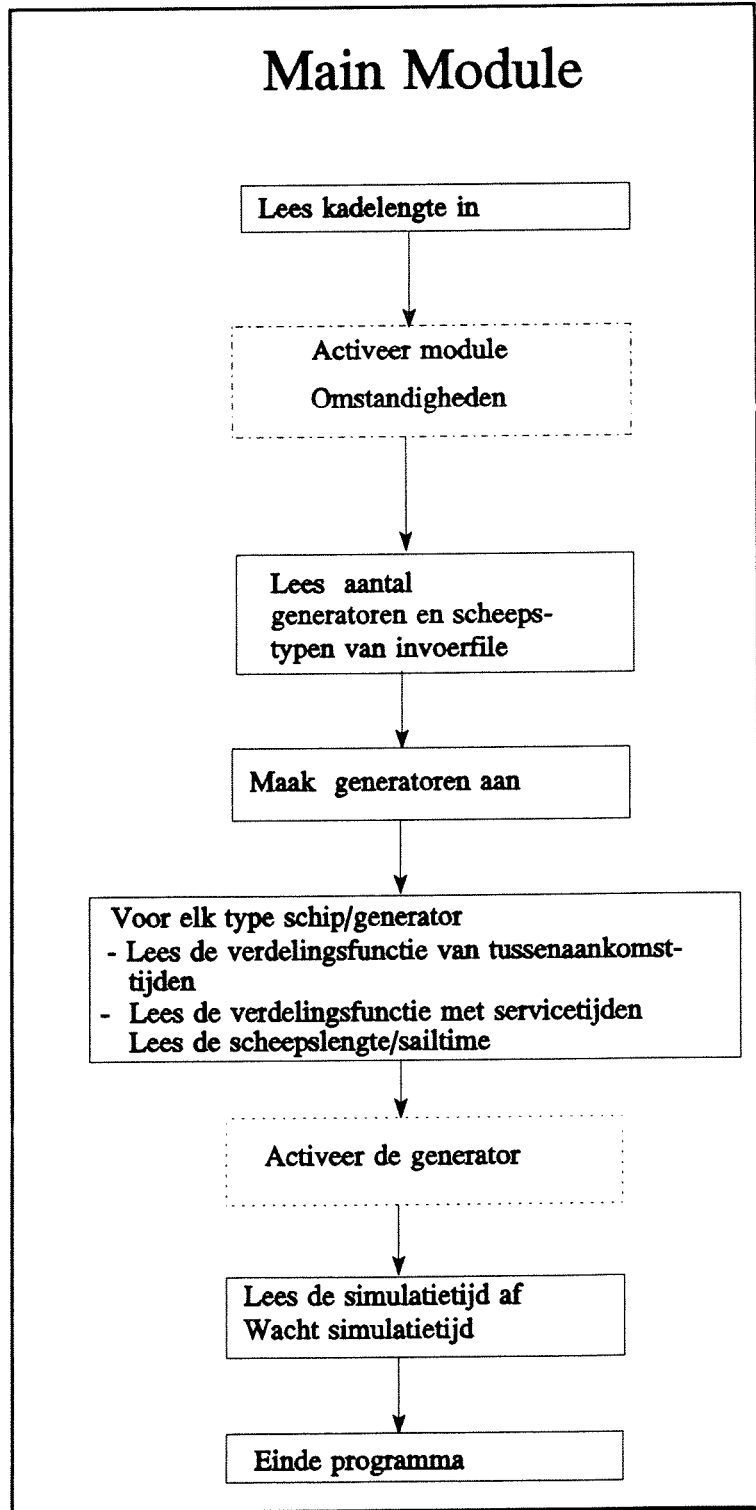 Main Module
Lees kadelengte in
Activeer module
Omstandigheden
Lees aantal
generatoren en scheeps-
typen van invoerfile
Maak generatoren aan
Voor elk type schip/generator
- Lees de verdelingsfunctie van tussenaankomst-
tijden
- Lees de verdelingsfunctie met servicetijden
Lees de scheepslengte/sailtime
Activeer de generator
Lees de simulatietijd af
Wacht simulatietijd
Einde programma